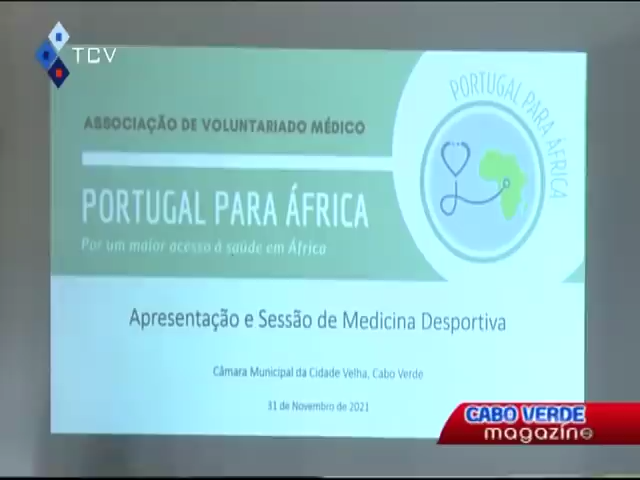 TCV
ASSOCIAÇÃO DE VOLUNTARIADO MÉDICO
PORTUGAL PARA ÁFRICA
Por um maior acesso à saúde em África
PORTUGAL PARA ÁFRICA
Apresentação e Sessão de Medicina Desportiva
Câmara Municipal da Cidade Velha, Cabo Verde
31 de Novembro de 2021
CABO VERDE
magazine